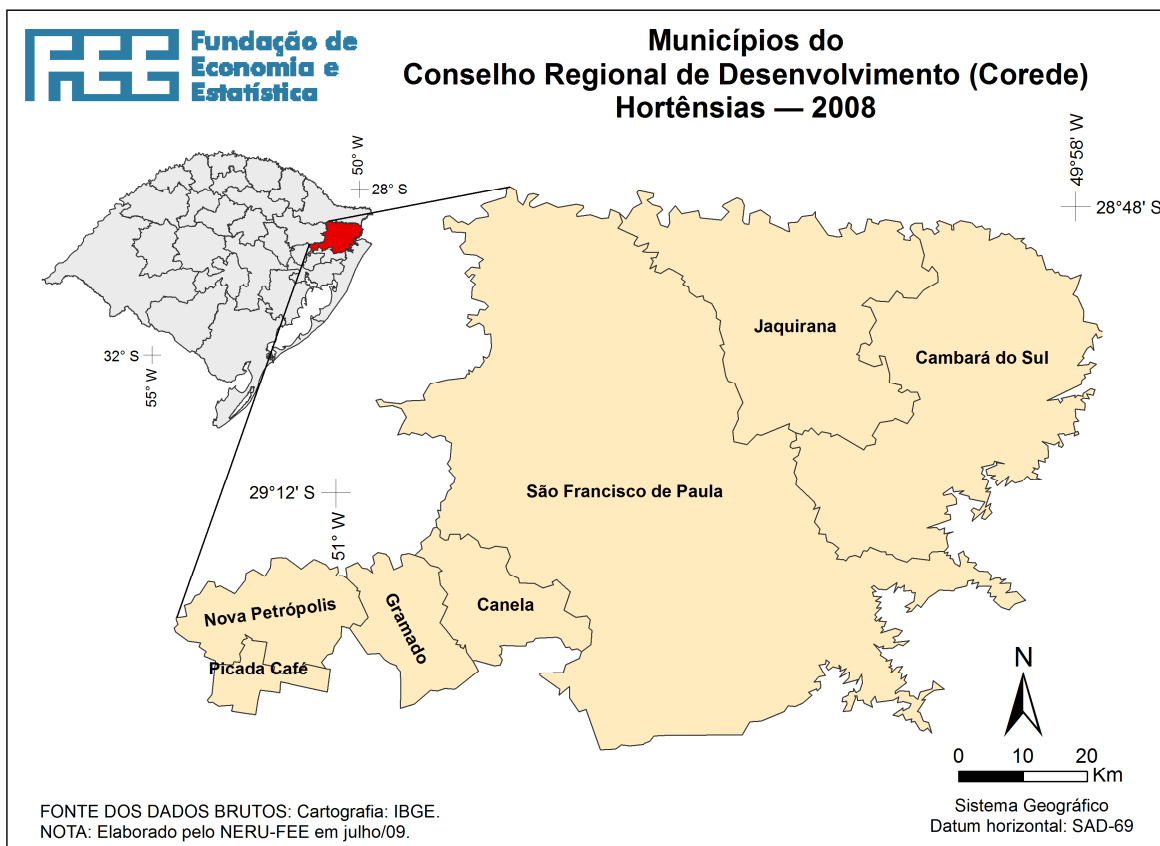 FEE
Fundação de
Economia e
Estatística
Municípios do
Conselho Regional de Desenvolvimento (Corede)
Hortênsias — 2008
50° W
28° S
49°58' W
28°48' S
32° S
55° W
Jaquirana
Cambará do Sul
São Francisco de Paula
29°12' S
51° W
Nova Petrópolis
Gramado
Canela
Picada Café
N
0 10 20
Km
Sistema Geográfico
Datum horizontal: SAD-69
FONTE DOS DADOS BRUTOS: Cartografia: IBGE.
NOTA: Elaborado pelo NERU-FEE em julho/09.